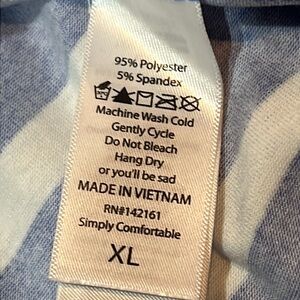 95% Polyester
5% Spandex
Machine Wash Cold
Gently Cycle
Do Not Bleach
Hang Dry
or you'll be sad
MADE IN VIETNAM
RN#142161
Simply Comfortable
XL